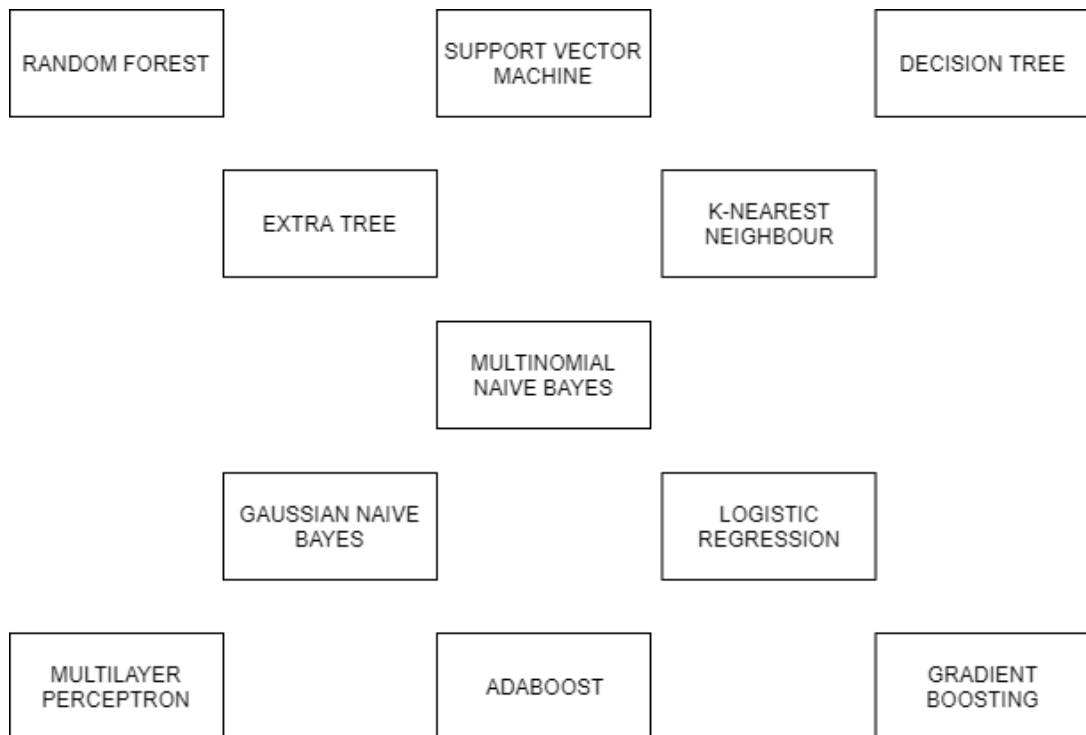 RANDOM FOREST
SUPPORT VECTOR
MACHINE
DECISION TREE
EXTRA TREE
K-NEAREST
NEIGHBOUR
MULTINOMIAL
NAIVE BAYES
GAUSSIAN NAIVE
BAYES
LOGISTIC
REGRESSION
MULTILAYER
PERCEPTRON
ADABOOST
GRADIENT
BOOSTING